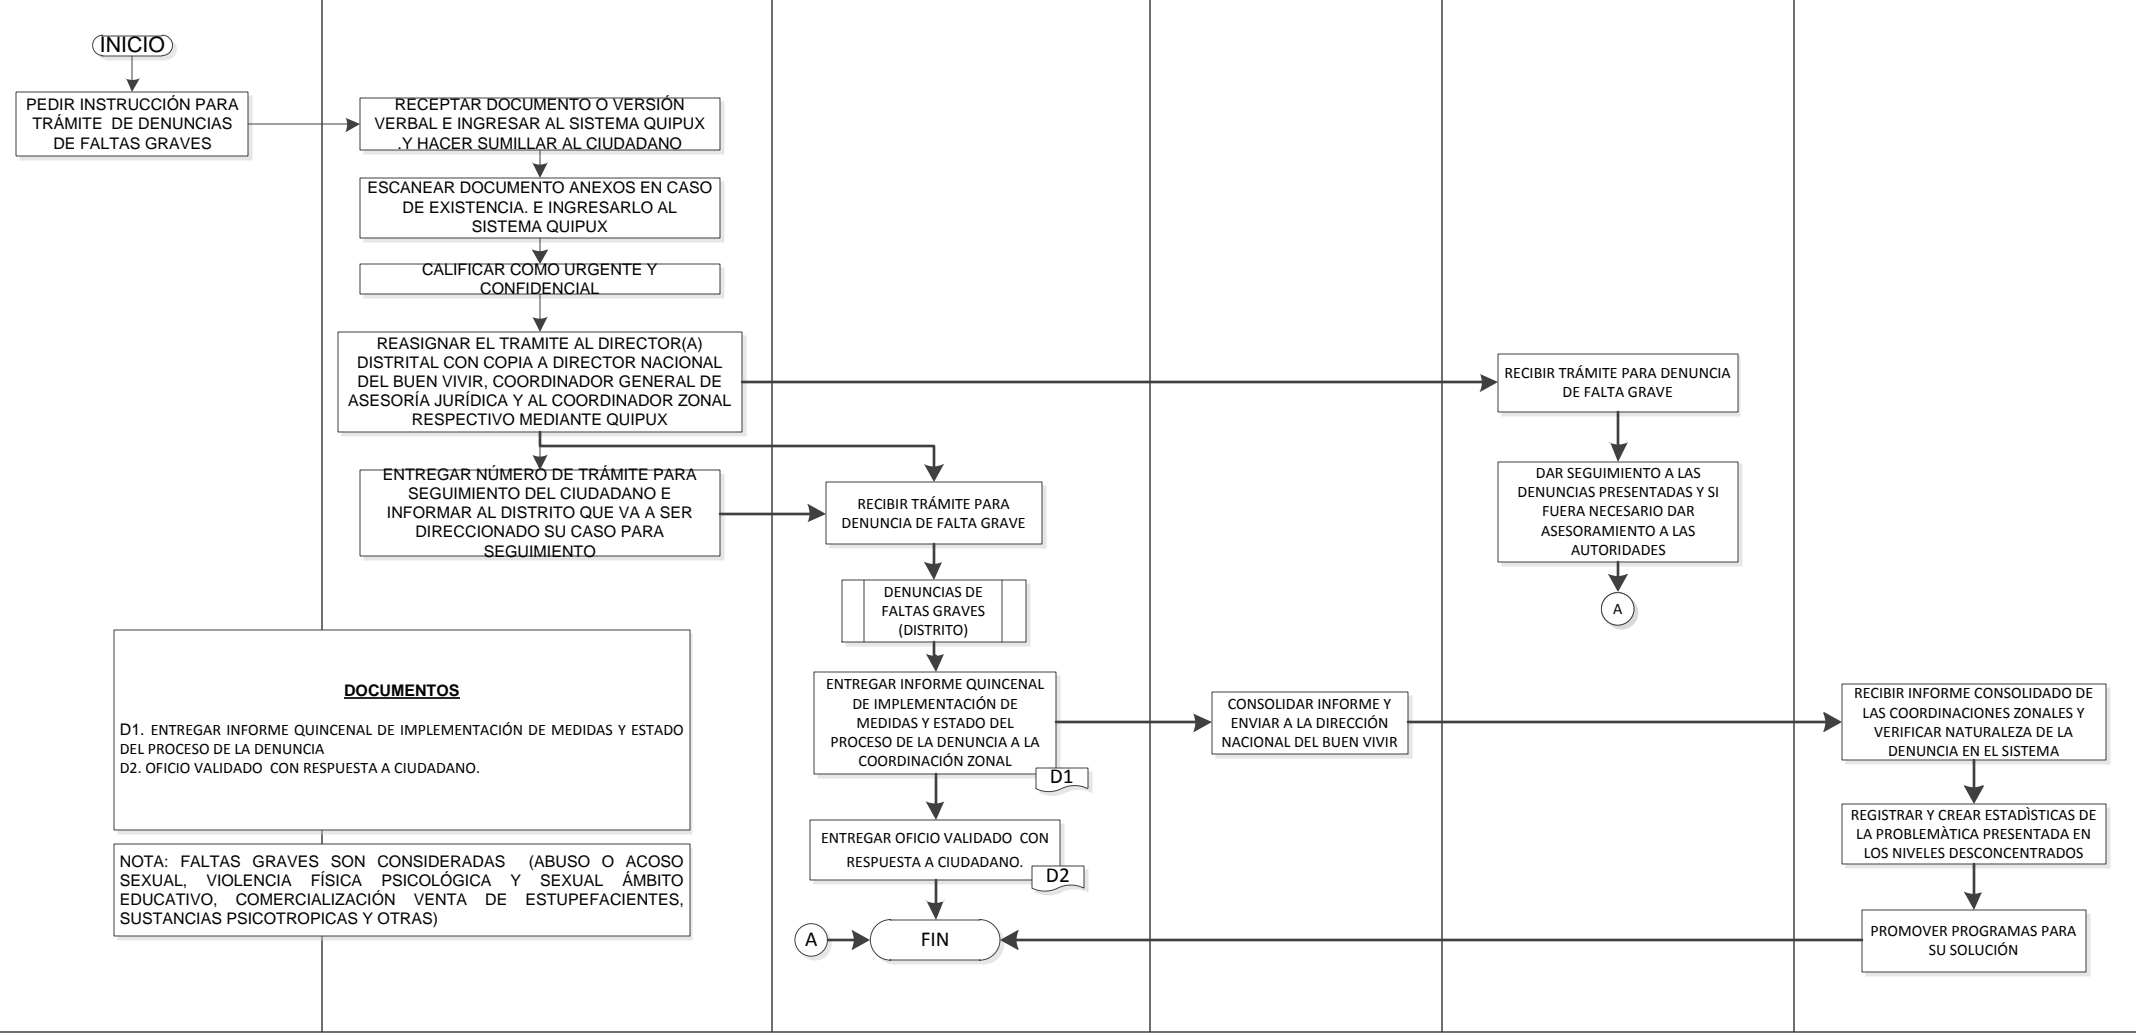 INICIO
PEDIR INSTRUCCIÓN PARA
TRÁMITE DE DENUNCIAS
DE FALTAS GRAVES
RECEPTAR DOCUMENTO O VERSIÓN
VERBAL E INGRESAR AL SISTEMA QUIPUX
.Y HACER SUMILLAR AL CIUDADANO
ESCANEAR DOCUMENTO ANEXOS EN CASO
DE EXISTENCIA. E INGRESARLO AL
SISTEMA QUIPUX
CALIFICAR COMO URGENTE Y
CONFIDENCIAL
REASIGNAR EL TRAMITE AL DIRECTOR(A)
DISTRITAL CON COPIA A DIRECTOR NACIONAL
DEL BUEN VIVIR, COORDINADOR GENERAL DE
ASESORÍA JURÍDICA Y AL COORDINADOR ZONAL
RESPECTIVO MEDIANTE QUIPUX
ENTREGAR NÚMERO DE TRÁMITE PARA
SEGUIMIENTO DEL CIUDADANO E
INFORMAR AL DISTRITO QUE VA A SER
DIRECCIONADO SU CASO PARA
SEGUIMIENTO
RECIBIR TRÁMITE PARA
DENUNCIA DE FALTA GRAVE
DENUNCIAS DE
FALTAS GRAVES
(DISTRITO)
ENTREGAR INFORME QUINCENAL
DE IMPLEMENTACIÓN DE
MEDIDAS Y ESTADO DEL
PROCESO DE LA DENUNCIA A LA
COORDINACIÓN ZONAL
D1
ENTREGAR OFICIO VALIDADO CON
RESPUESTA A CIUDADANO.
D2
A
FIN
CONSOLIDAR INFORME Y
ENVIAR A LA DIRECCIÓN
NACIONAL DEL BUEN VIVIR
RECIBIR TRÁMITE PARA DENUNCIA
DE FALTA GRAVE
DAR SEGUIMIENTO A LAS
DENUNCIAS PRESENTADAS Y SI
FUERA NECESARIO DAR
ASESORAMIENTO A LAS
AUTORIDADES
A
RECIBIR INFORME CONSOLIDADO DE
LAS COORDINACIONES ZONALES Y
VERIFICAR NATURALEZA DE LA
DENUNCIA EN EL SISTEMA
REGISTRAR Y CREAR ESTADÌSTICAS DE
LA PROBLEMÀTICA PRESENTADA EN
LOS NIVELES DESCONCENTRADOS
PROMOVER PROGRAMAS PARA
SU SOLUCIÓN
DOCUMENTOS
D1. ENTREGAR INFORME QUINCENAL DE IMPLEMENTACIÓN DE MEDIDAS Y ESTADO
DEL PROCESO DE LA DENUNCIA
D2. OFICIO VALIDADO CON RESPUESTA A CIUDADANO.
NOTA: FALTAS GRAVES SON CONSIDERADAS (ABUSO O ACOSO
SEXUAL, VIOLENCIA FÍSICA PSICOLÓGICA Y SEXUAL ÁMBITO
EDUCATIVO, COMERCIALIZACIÓN VENTA DE ESTUPEFACIENTES,
SUSTANCIAS PSICOTROPICAS Y OTRAS)